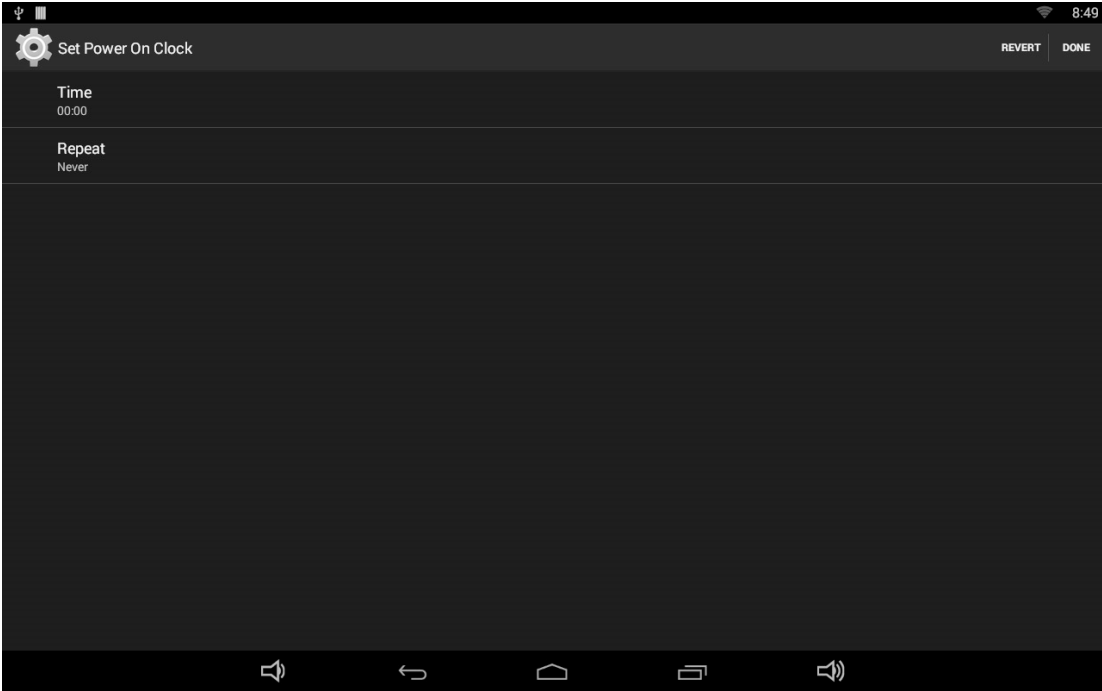 8:49
Set Power On Clock
REVERT
DONE
Time
00:00
Repeat
Never